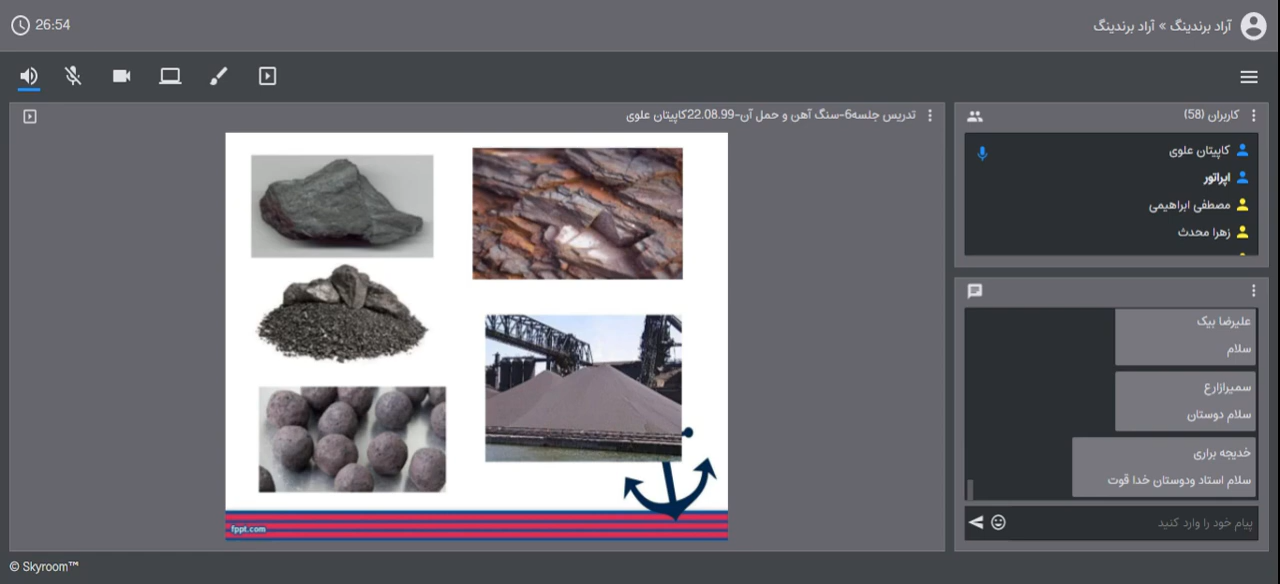 26:54
آراد برندینگ » آراد برندینگ
تدریس جلسه6-سنگ آهن و حمل آن-22.08.99کاپیتان علوی
کاربران (58)
کاپیتان علوی
اپراتور
مصطفی ابراهیمی
زهرا محدث
علیرضا بیک
سلام
سمیرازارع
سلام دوستان
خدیجه براری
سلام استاد ودوستان خدا قوت
پیام خود را وارد کنید
fppt.com
© Skyroom™